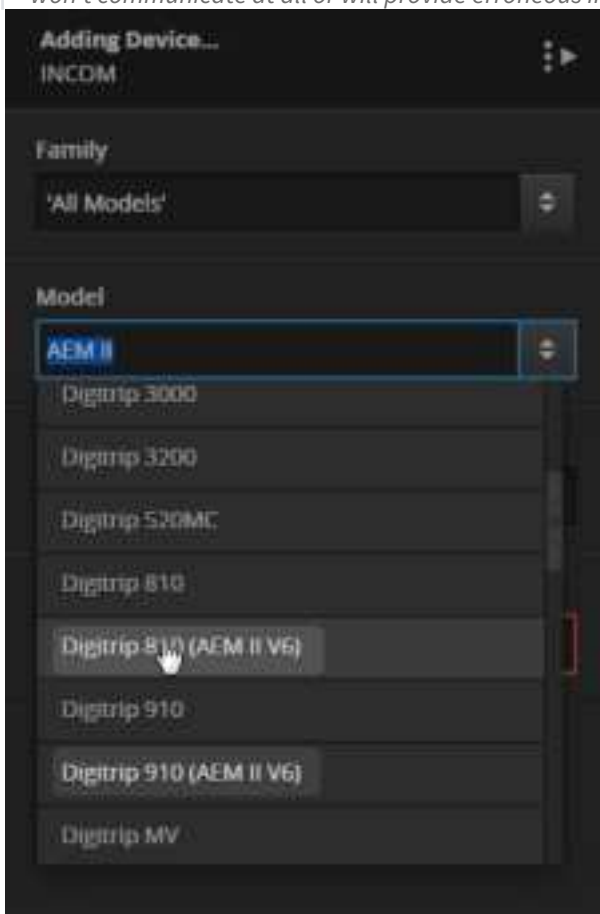 Adding Device...
INCOM
Family
'All Models'
Model
AEM II
Digitrip 3000
Digitrip 3200
Digitrip 520MC
Digitrip 810
Digitrip 810 (AEM II V6)
Digitrip 910
Digitrip 910 (AEM II V6)
Digitrip MV